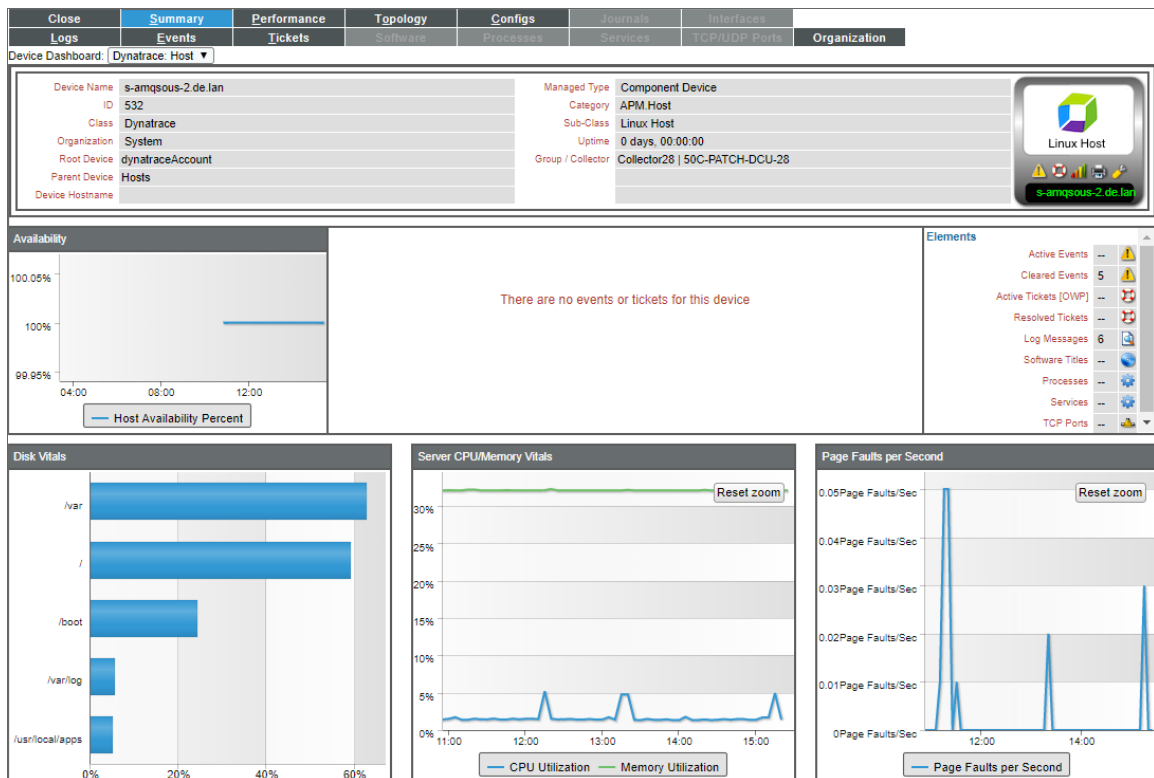 Close Summary Performance Topology Configs Journals Interfaces
Logs Events Tickets Software Processes Services TCP/UDP Ports Organization
Device Dashboard: Dynatrace: Host ▼
Device Name s-amqsous-2.de.lan
ID 532
Class Dynatrace
Organization System
Root Device dynatraceAccount
Parent Device Hosts
Device Hostname
Managed Type Component Device
Category APM.Host
Sub-Class Linux Host
Uptime 0 days, 00:00:00
Group / Collector Collector28 | 50C-PATCH-DCU-28
Linux Host
s-amqsous-2.de.lan
Availability
100.05%
100%
99.95%
04:00 08:00 12:00
Host Availability Percent
There are no events or tickets for this device
Elements
Active Events --
Cleared Events 5
Active Tickets [OWP] --
Resolved Tickets --
Log Messages 6
Software Titles --
Processes --
Services --
TCP Ports --
Disk Vitals
/var
/
/boot
/var/log
/usr/local/apps
0% 20% 40% 60%
Server CPU/Memory Vitals
Reset zoom
30%
25%
20%
15%
10%
5%
0%
11:00 12:00 13:00 14:00 15:00
CPU Utilization Memory Utilization
Page Faults per Second
Reset zoom
0.05Page Faults/Sec
0.04Page Faults/Sec
0.03Page Faults/Sec
0.02Page Faults/Sec
0.01Page Faults/Sec
0Page Faults/Sec
12:00 14:00
Page Faults per Second